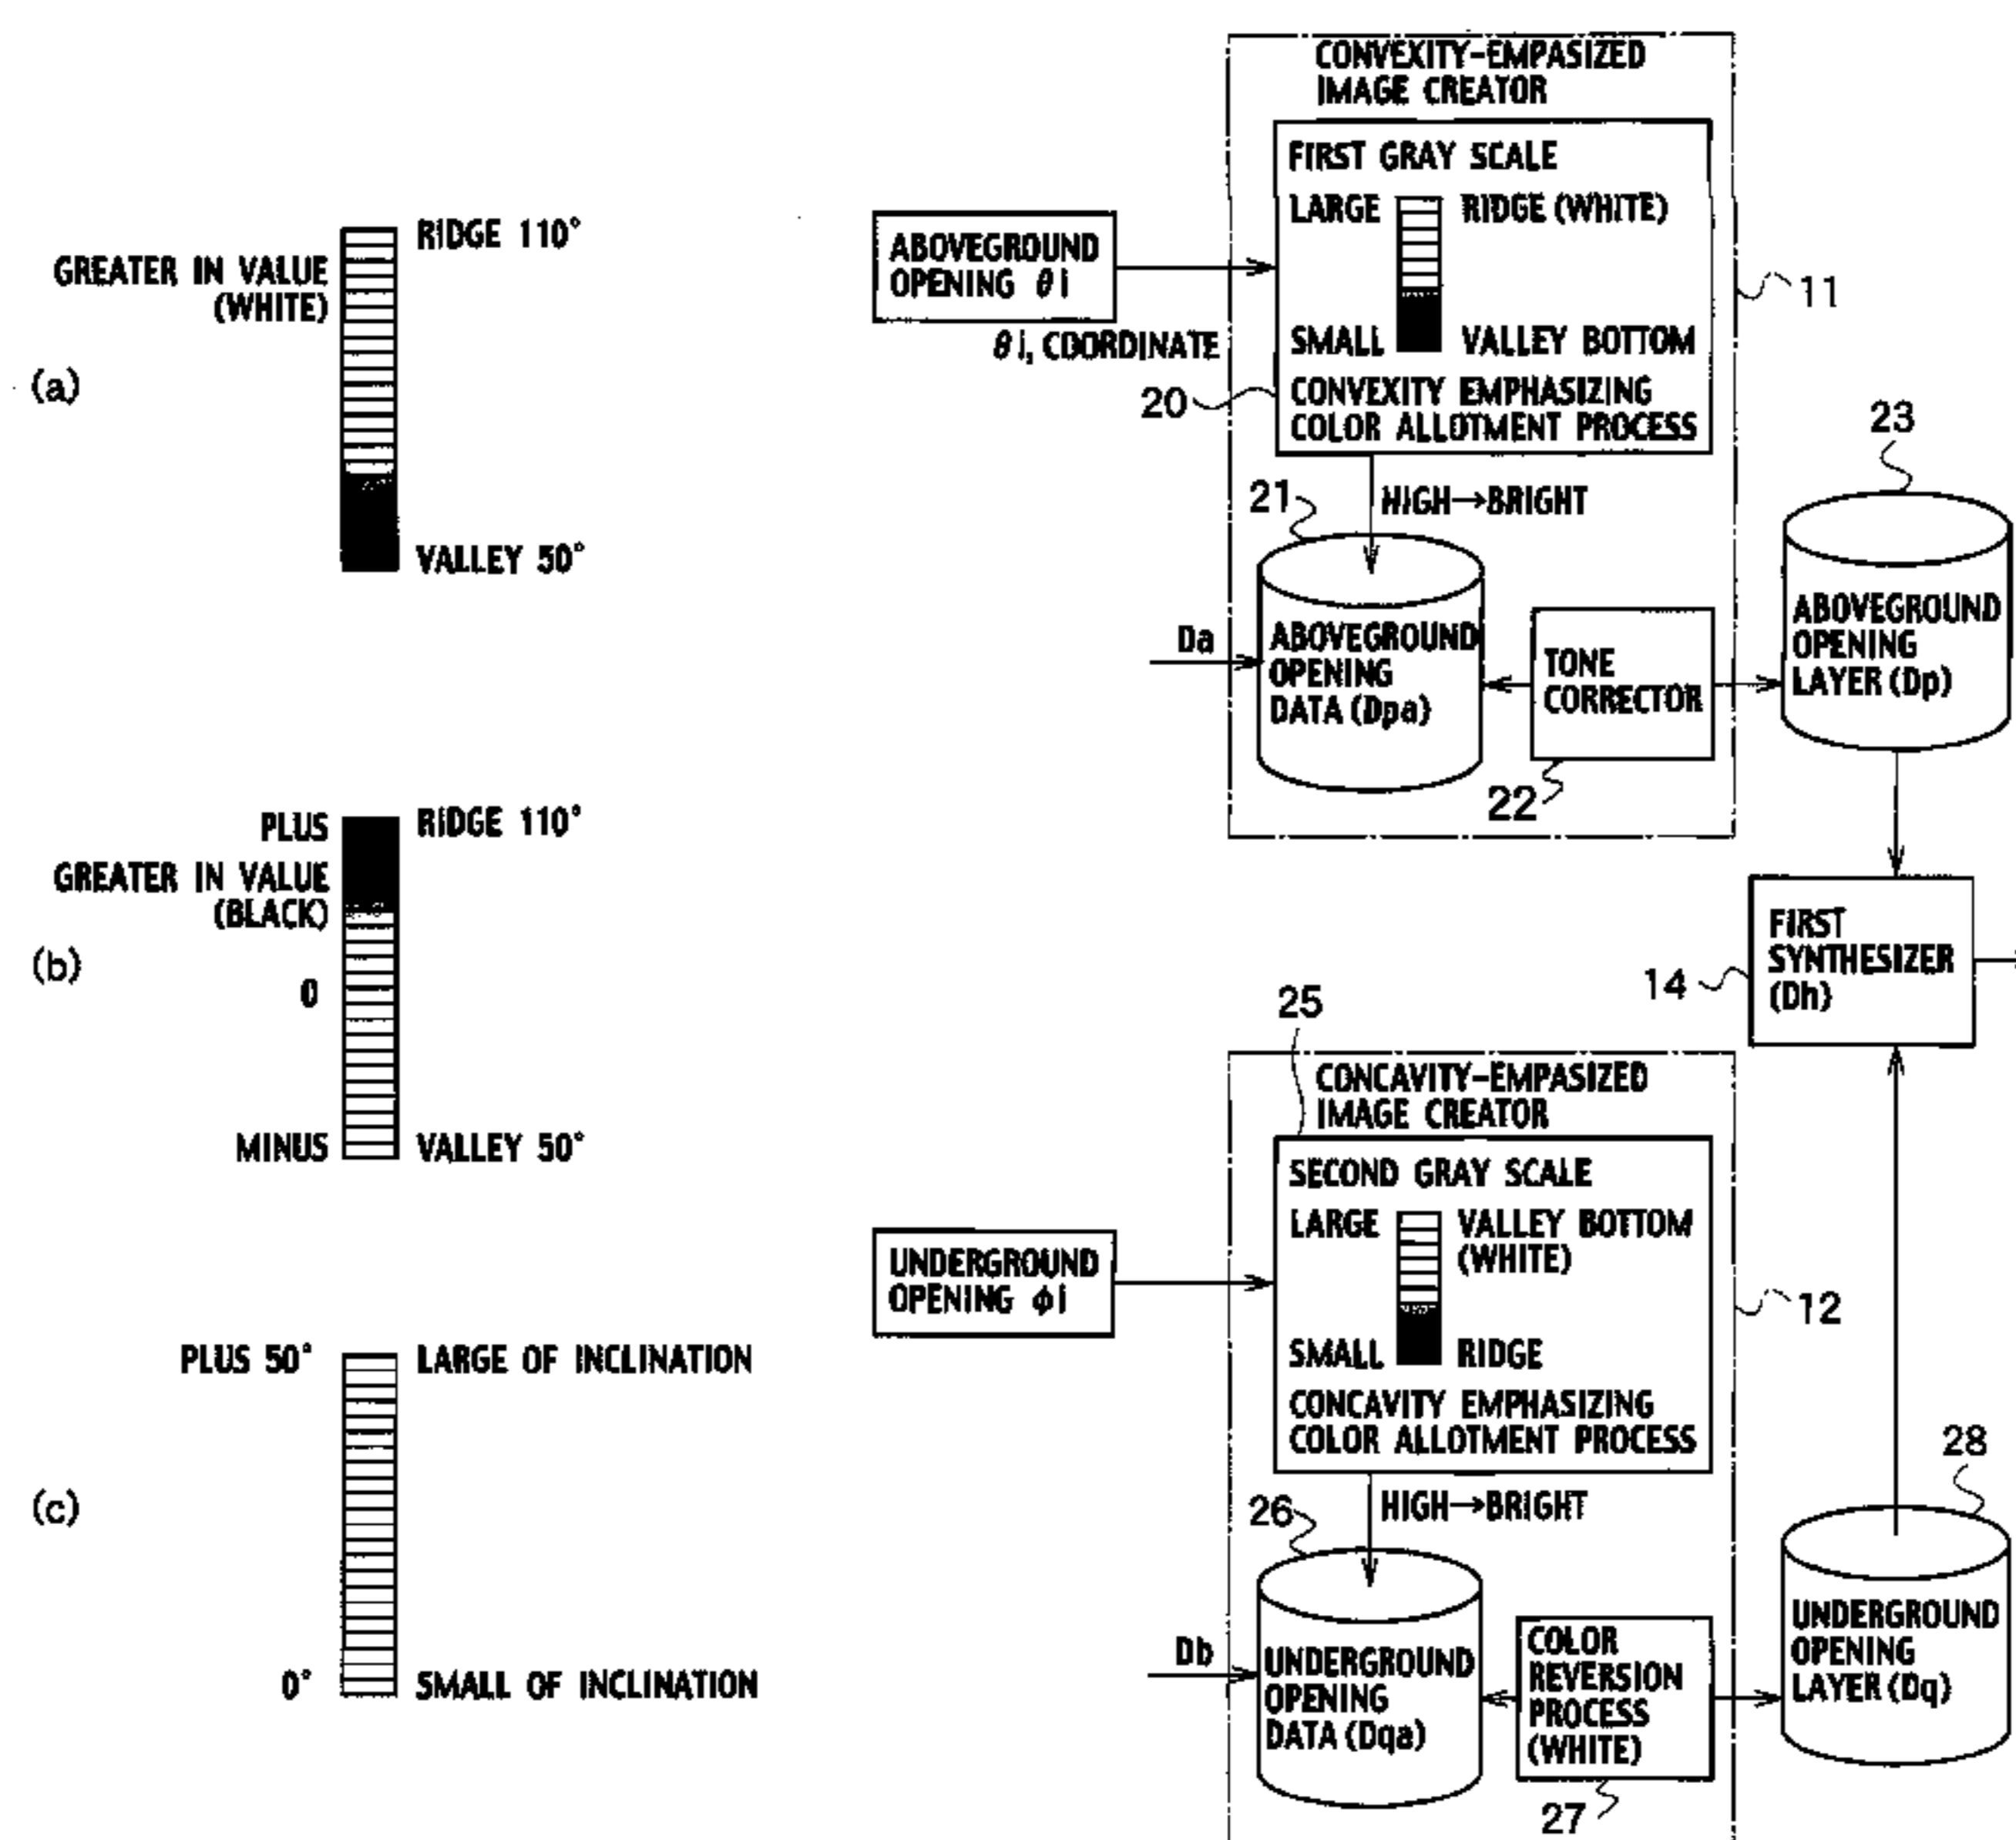 (a)
GREATER IN VALUE
(WHITE)
RIDGE 110°
VALLEY 50°
(b)
PLUS
GREATER IN VALUE
(BLACK)
0
MINUS
RIDGE 110°
VALLEY 50°
(c)
PLUS 50°
0°
LARGE OF INCLINATION
SMALL OF INCLINATION
CONVEXITY-EMPASIZED
IMAGE CREATOR
FIRST GRAY SCALE
LARGE
RIDGE (WHITE)
SMALL
VALLEY BOTTOM
CONVEXITY EMPHASIZING
COLOR ALLOTMENT PROCESS
ABOVEGROUND
OPENING θi
θi, COORDINATE
11
20
HIGH→BRIGHT
21
Da
ABOVEGROUND
OPENING
DATA (Dpa)
TONE
CORRECTOR
22
23
ABOVEGROUND
OPENING
LAYER (Dp)
FIRST
SYNTHESIZER
(Dh)
14
25
CONCAVITY-EMPASIZED
IMAGE CREATOR
SECOND GRAY SCALE
LARGE
VALLEY BOTTOM
(WHITE)
SMALL
RIDGE
CONCAVITY EMPHASIZING
COLOR ALLOTMENT PROCESS
UNDERGROUND
OPENING ϕi
12
HIGH→BRIGHT
26
Db
UNDERGROUND
OPENING
DATA (Dqa)
COLOR
REVERSION
PROCESS
(WHITE)
27
28
UNDERGROUND
OPENING
LAYER (Dq)